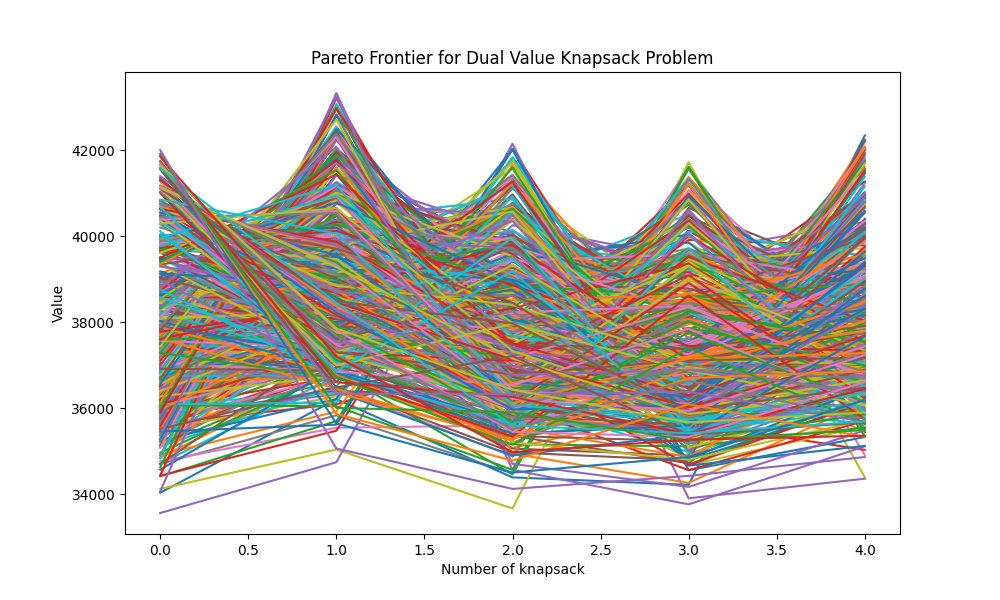 Pareto Frontier for Dual Value Knapsack Problem
Value
42000
40000
38000
36000
34000
0.0 0.5 1.0 1.5 2.0 2.5 3.0 3.5 4.0
Number of knapsack